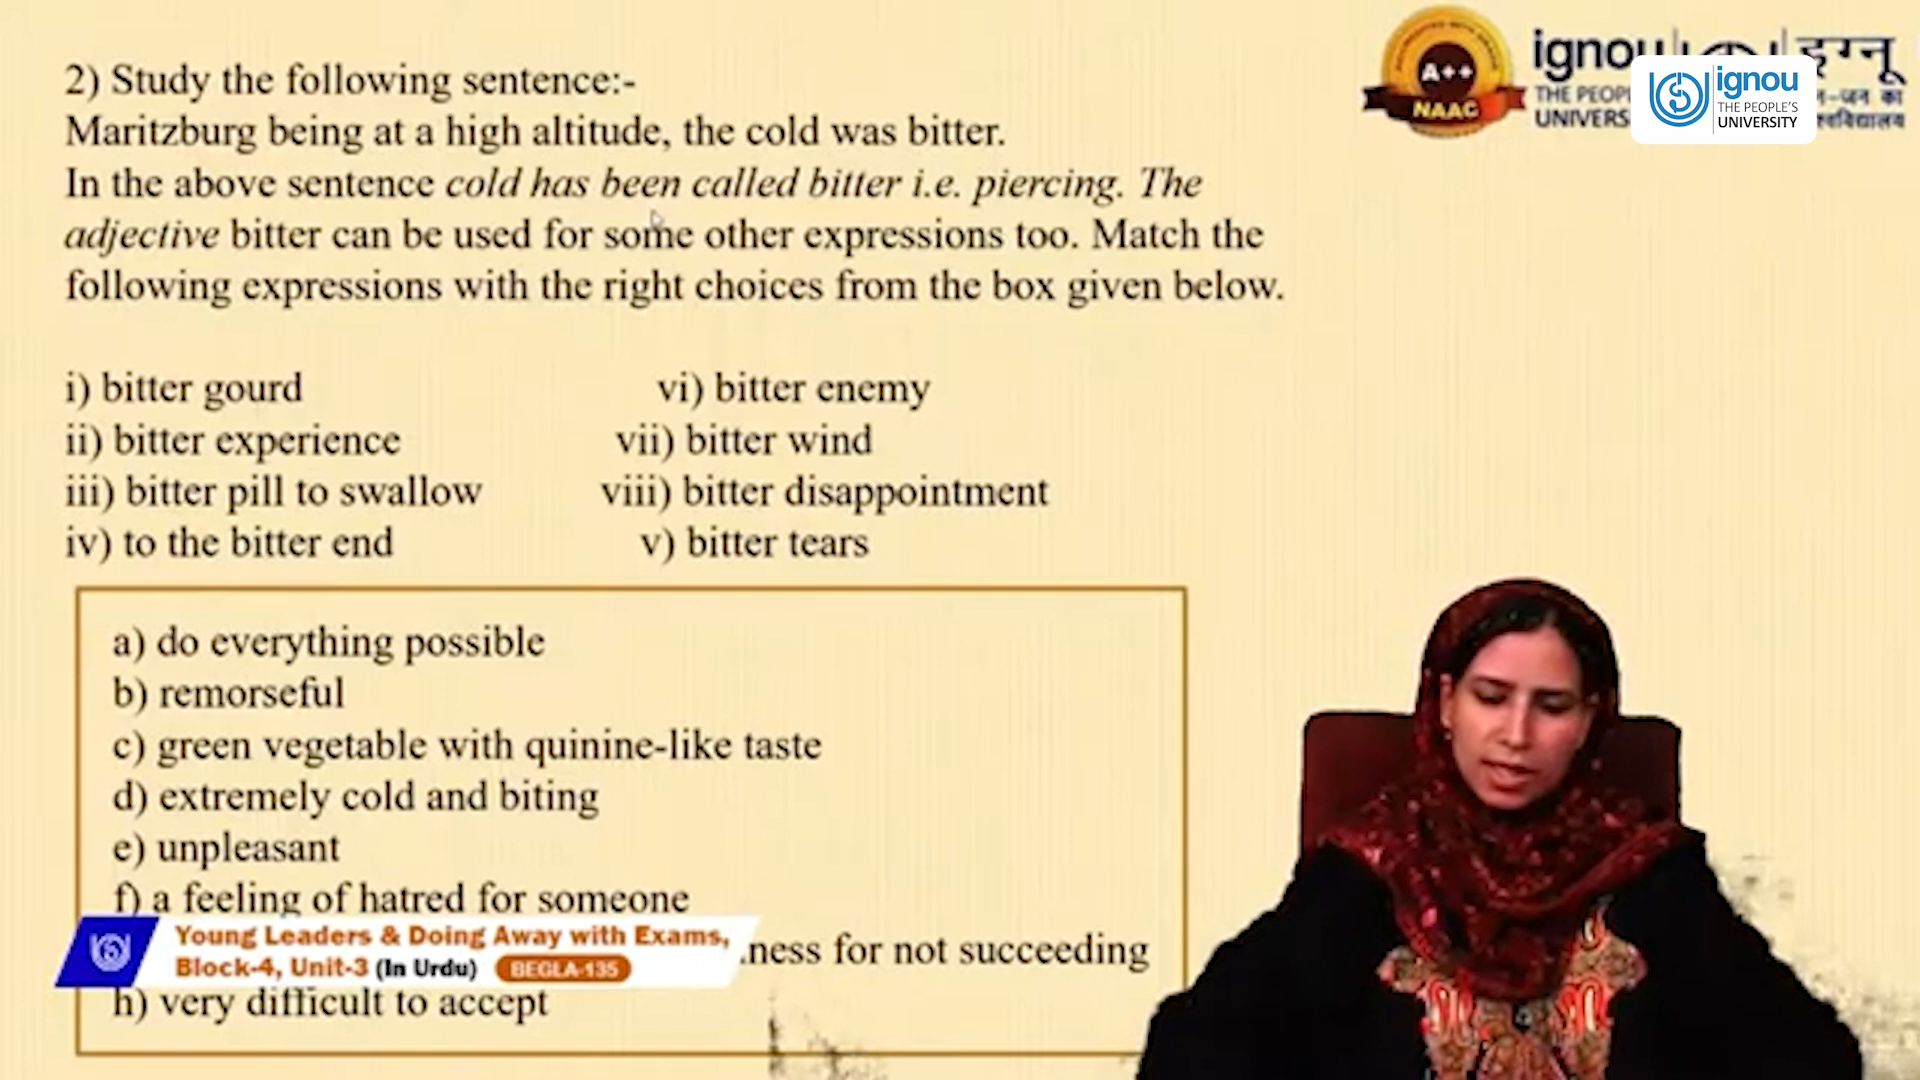 2) Study the following sentence:-
Maritzburg being at a high altitude, the cold was bitter.
In the above sentence cold has been called bitter i.e. piercing. The
adjective bitter can be used for some other expressions too. Match the
following expressions with the right choices from the box given below.
i) bitter gourd
vi) bitter enemy
ii) bitter experience
vii) bitter wind
iii) bitter pill to swallow
viii) bitter disappointment
iv) to the bitter end
v) bitter tears
a) do everything possible
b) remorseful
c) green vegetable with quinine-like taste
d) extremely cold and biting
e) unpleasant
f) a feeling of hatred for someone
ness for not succeeding
h) very difficult to accept
Young Leaders & Doing Away with Exams,
Block-4, Unit-3 (In Urdu) BEGLA-135
A++
NAAC
ignou
इग्नू
THE
ignou
THE PEOPLE'S
UNIVERSITY